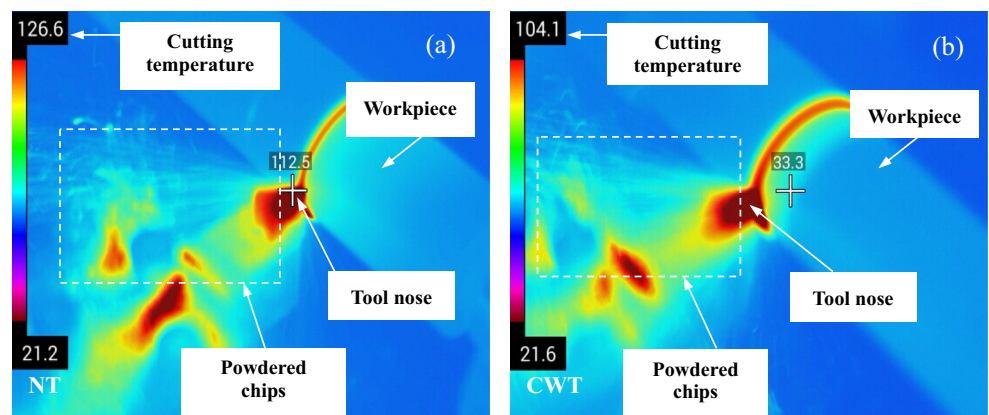 126.6
Cutting
temperature
(a)
Workpiece
112.5
Tool nose
21.2
NT
Powdered
chips
104.1
Cutting
temperature
(b)
Workpiece
33.3
Tool nose
21.6
CWT
Powdered
chips